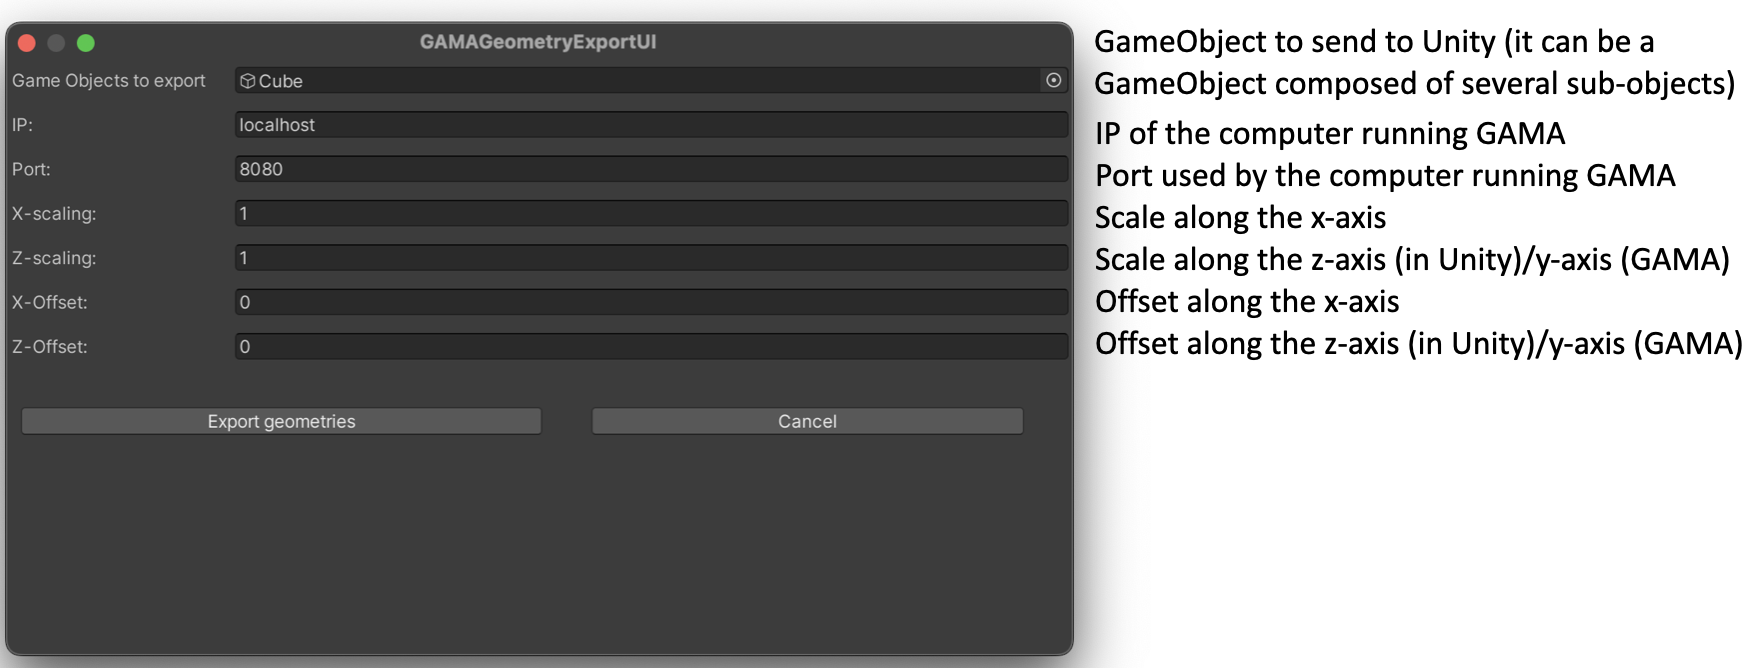 GAMAGeometryExportUI
Game Objects to export
Cube
IP:
localhost
Port:
8080
X-scaling:
1
Z-scaling:
1
X-Offset:
0
Z-Offset:
0
Export geometries
Cancel
GameObject to send to Unity (it can be a
GameObject composed of several sub-objects)
IP of the computer running GAMA
Port used by the computer running GAMA
Scale along the x-axis
Scale along the z-axis (in Unity)/y-axis (GAMA)
Offset along the x-axis
Offset along the z-axis (in Unity)/y-axis (GAMA)